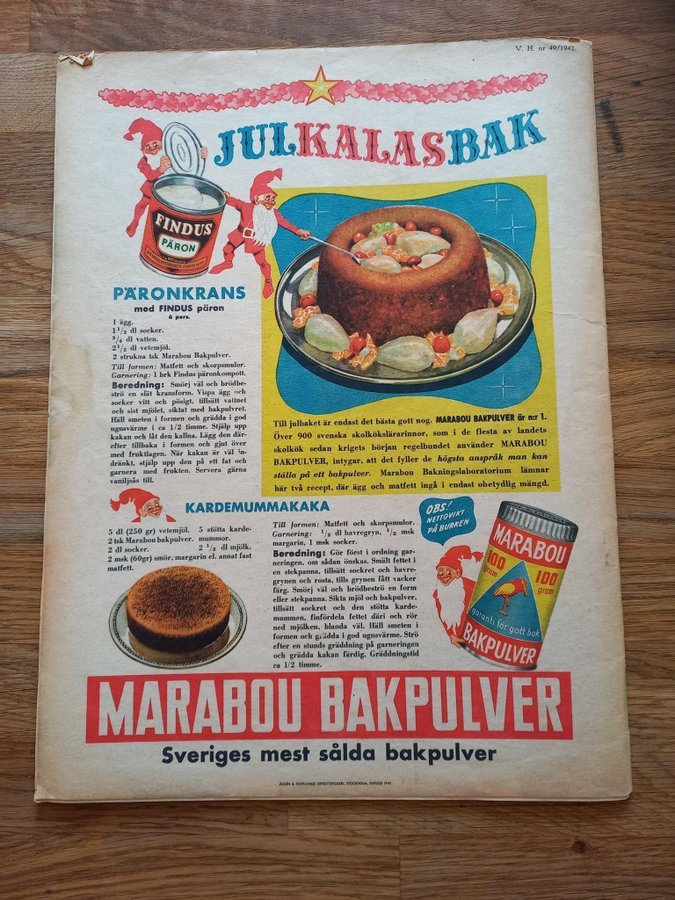 V. H nr 49/1942.
JULKALASBAK
FINDUS
PÄRON
PÄRONKRANS
med FINDUS päron
6 pers.
1 ägg.
1 1/2 dl socker.
3/4 dl vatten.
2 1/2 dl vetemjöl.
2 strukna tsk Marabou Bakpulver.
Till formen: Matfett och skorpsmulor.
Garnering: 1 brk Findus päronkompott.
Beredning: Smörj väl och brödbe-
strö en slät kransform. Vispa ägg och
socker vitt och pösigt, tillsätt vattnet
och sist mjölet, siktat med bakpulvret.
Häll smeten i formen och grädda i god
ugnsvärme i ca 1/2 timme. Stjälp upp
kakan och låt den kallna. Lägg den där-
efter tillbaka i formen och gjut över
med fruktlagen. När kakan är väl in-
dränkt, stjälp upp den på ett fat och
garnera med frukten. Servera gärna
vaniljsås till.
Till julbaket är endast det bästa gott nog. MARABOU BAKPULVER är n:r 1.
Över 900 svenska skolkökslärarinnor, som i de flesta av landets
skolkök sedan krigets början regelbundet använder MARABOU
BAKPULVER, intygar, att det fyller de högsta anspråk man kan
ställa på ett bakpulver. Marabou Bakningslaboratorium lämnar
här två recept, där ägg och matfett ingå i endast obetydlig mängd.
KARDEMUMMAKAKA
5 dl (250 gr) vetemjöl.
2 tsk Marabou bakpulver.
2 dl socker.
5 stötta karde-
mummor.
2 1/2 dl mjölk.
2 msk (60gr) smör, margarin el. annat fast
matfett.
Till formen: Matfett och skorpsmulor.
Garnering: 1/2 dl havregryn, 1/2 msk
margarin, 1 msk socker.
Beredning: Gör först i ordning gar-
neringen, om sådan önskas. Smält fettet i
en stekpanna, tillsätt sockret och havre-
grynen och rosta, tills grynen fått vacker
färg. Smörj och brödbeströ en form
eller stekpanna. Sikta mjöl och bakpulver,
tillsätt sockret och den stötta karde-
mumman, finfördela fettet däri och rör
ned mjölken, blanda väl. Häll smeten i
formen och grädda i god ugnsvärme. Strö
efter en stunds gräddning på garneringen
och grädda kakan färdig. Gräddningstid
ca 1/2 timme.
OBS!
NETTOVIKT
PÅ BURKEN
MARABOU
100 gram
100 gram
garanti för gott bak
BAKPULVER
MARABOU BAKPULVER
Sveriges mest sålda bakpulver
STOCKHOLM, SVERIGE 1942